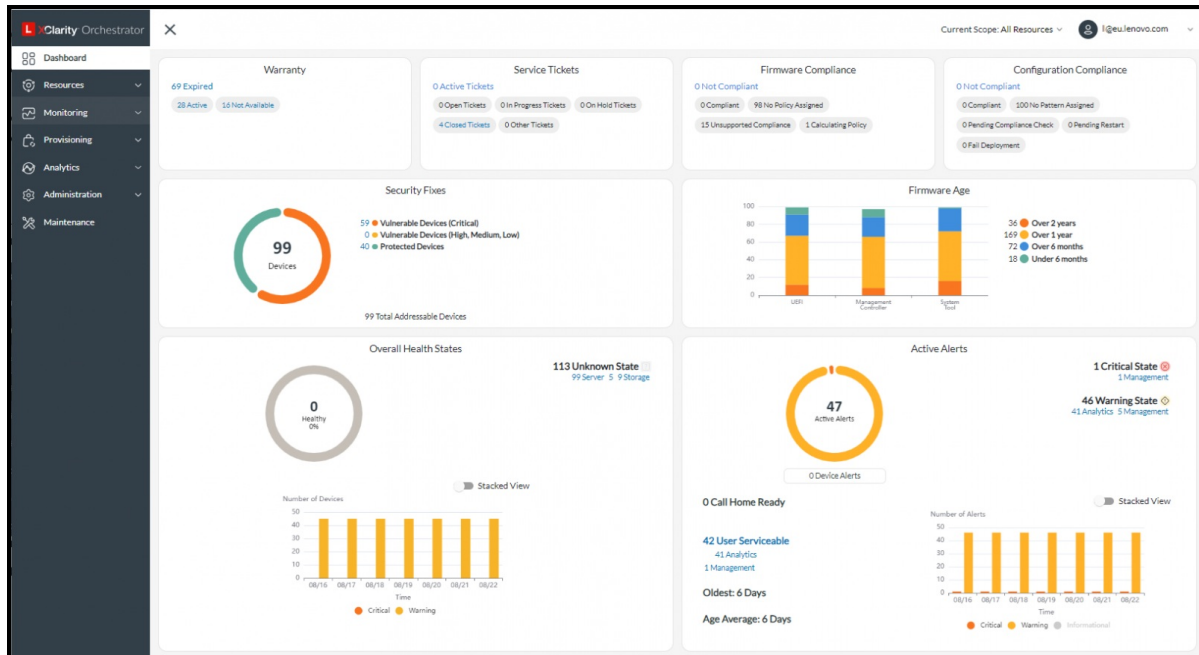 L XClarity Orchestrator
Current Scope: All Resources
l@eu.lenovo.com
Dashboard
Resources
Monitoring
Provisioning
Analytics
Administration
Maintenance
Warranty
69 Expired
28 Active 16 Not Available
Service Tickets
0 Active Tickets
0 Open Tickets 0 In Progress Tickets 0 On Hold Tickets
4 Closed Tickets 0 Other Tickets
Firmware Compliance
0 Not Compliant
0 Compliant 98 No Policy Assigned
15 Unsupported Compliance 1 Calculating Policy
Configuration Compliance
0 Not Compliant
0 Compliant 100 No Pattern Assigned
0 Pending Compliance Check 0 Pending Restart
0 Fail Deployment
Security Fixes
99
Devices
59 Vulnerable Devices (Critical)
0 Vulnerable Devices (High, Medium, Low)
40 Protected Devices
99 Total Addressable Devices
Firmware Age
100
80
60
40
20
0
UEFI Management Controller System Tool
36 Over 2 years
169 Over 1 year
72 Over 6 months
18 Under 6 months
Overall Health States
0
Healthy
0%
113 Unknown State
99 Server 5 9 Storage
Stacked View
Number of Devices
50
40
30
20
10
0
08/16 08/17 08/18 08/19 08/20 08/21 08/22
Time
Critical Warning
Active Alerts
47
Active Alerts
0 Device Alerts
1 Critical State
1 Management
46 Warning State
41 Analytics 5 Management
0 Call Home Ready
42 User Serviceable
41 Analytics
1 Management
Oldest: 6 Days
Age Average: 6 Days
Stacked View
Number of Alerts
50
40
30
20
10
0
08/16 08/17 08/18 08/19 08/20 08/21 08/22
Time
Critical Warning Informational